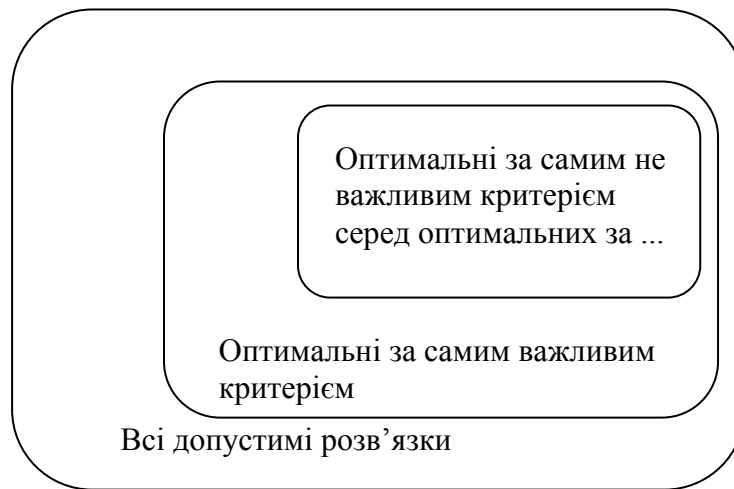 Оптимальні за самим не
важливим критерієм
серед оптимальних за ...
Оптимальні за самим важливим
критерієм
Всі допустимі розв’язки